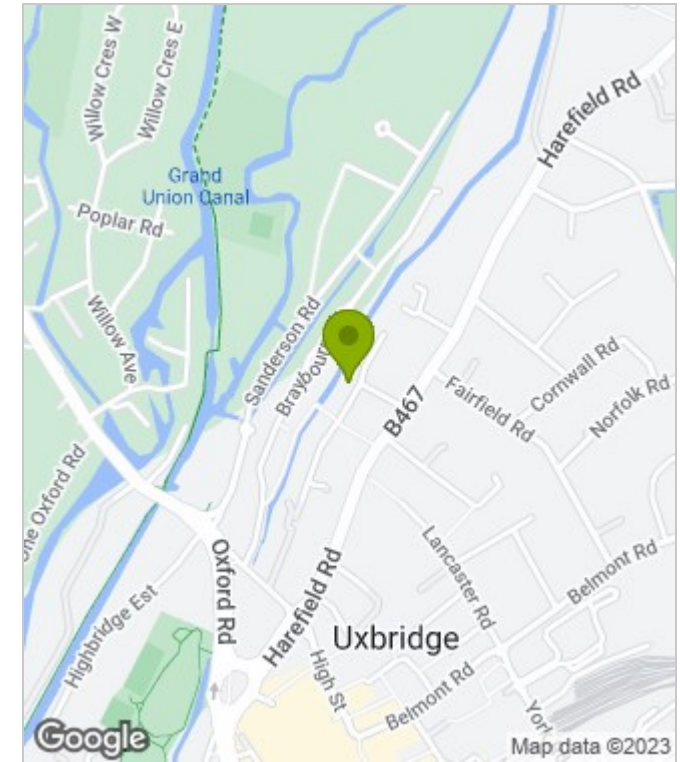 Willow Cres W
Willow Cres E
Harefield Rd
Grand
Union Canal
Poplar Rd
Willow Ave
Sanderson Rd
Cornwall Rd
Norfolk Rd
Fairfield Rd
B467
Oxford Rd
Oxford Rd
Lancaster Rd
Belmont Rd
Highbridge Est
Harefield Rd
Uxbridge
High St
Belmont Rd
Google
Map data ©2023